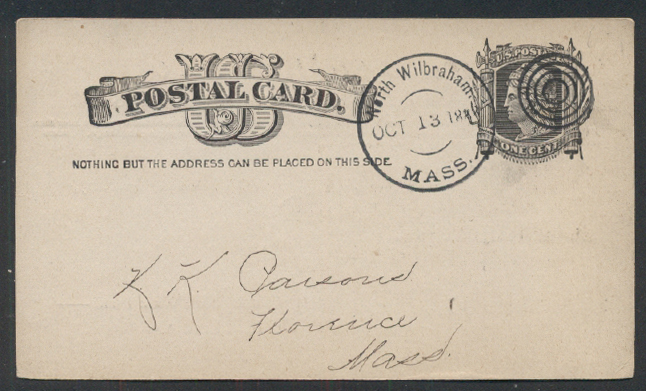 US
POSTAL CARD.
NOTHING BUT THE ADDRESS CAN BE PLACED ON THIS SIDE.
North Wilbraham
OCT 13
MASS.
U.S. POSTAGE
ONE CENT
K K Parsons
Florence
Mass.